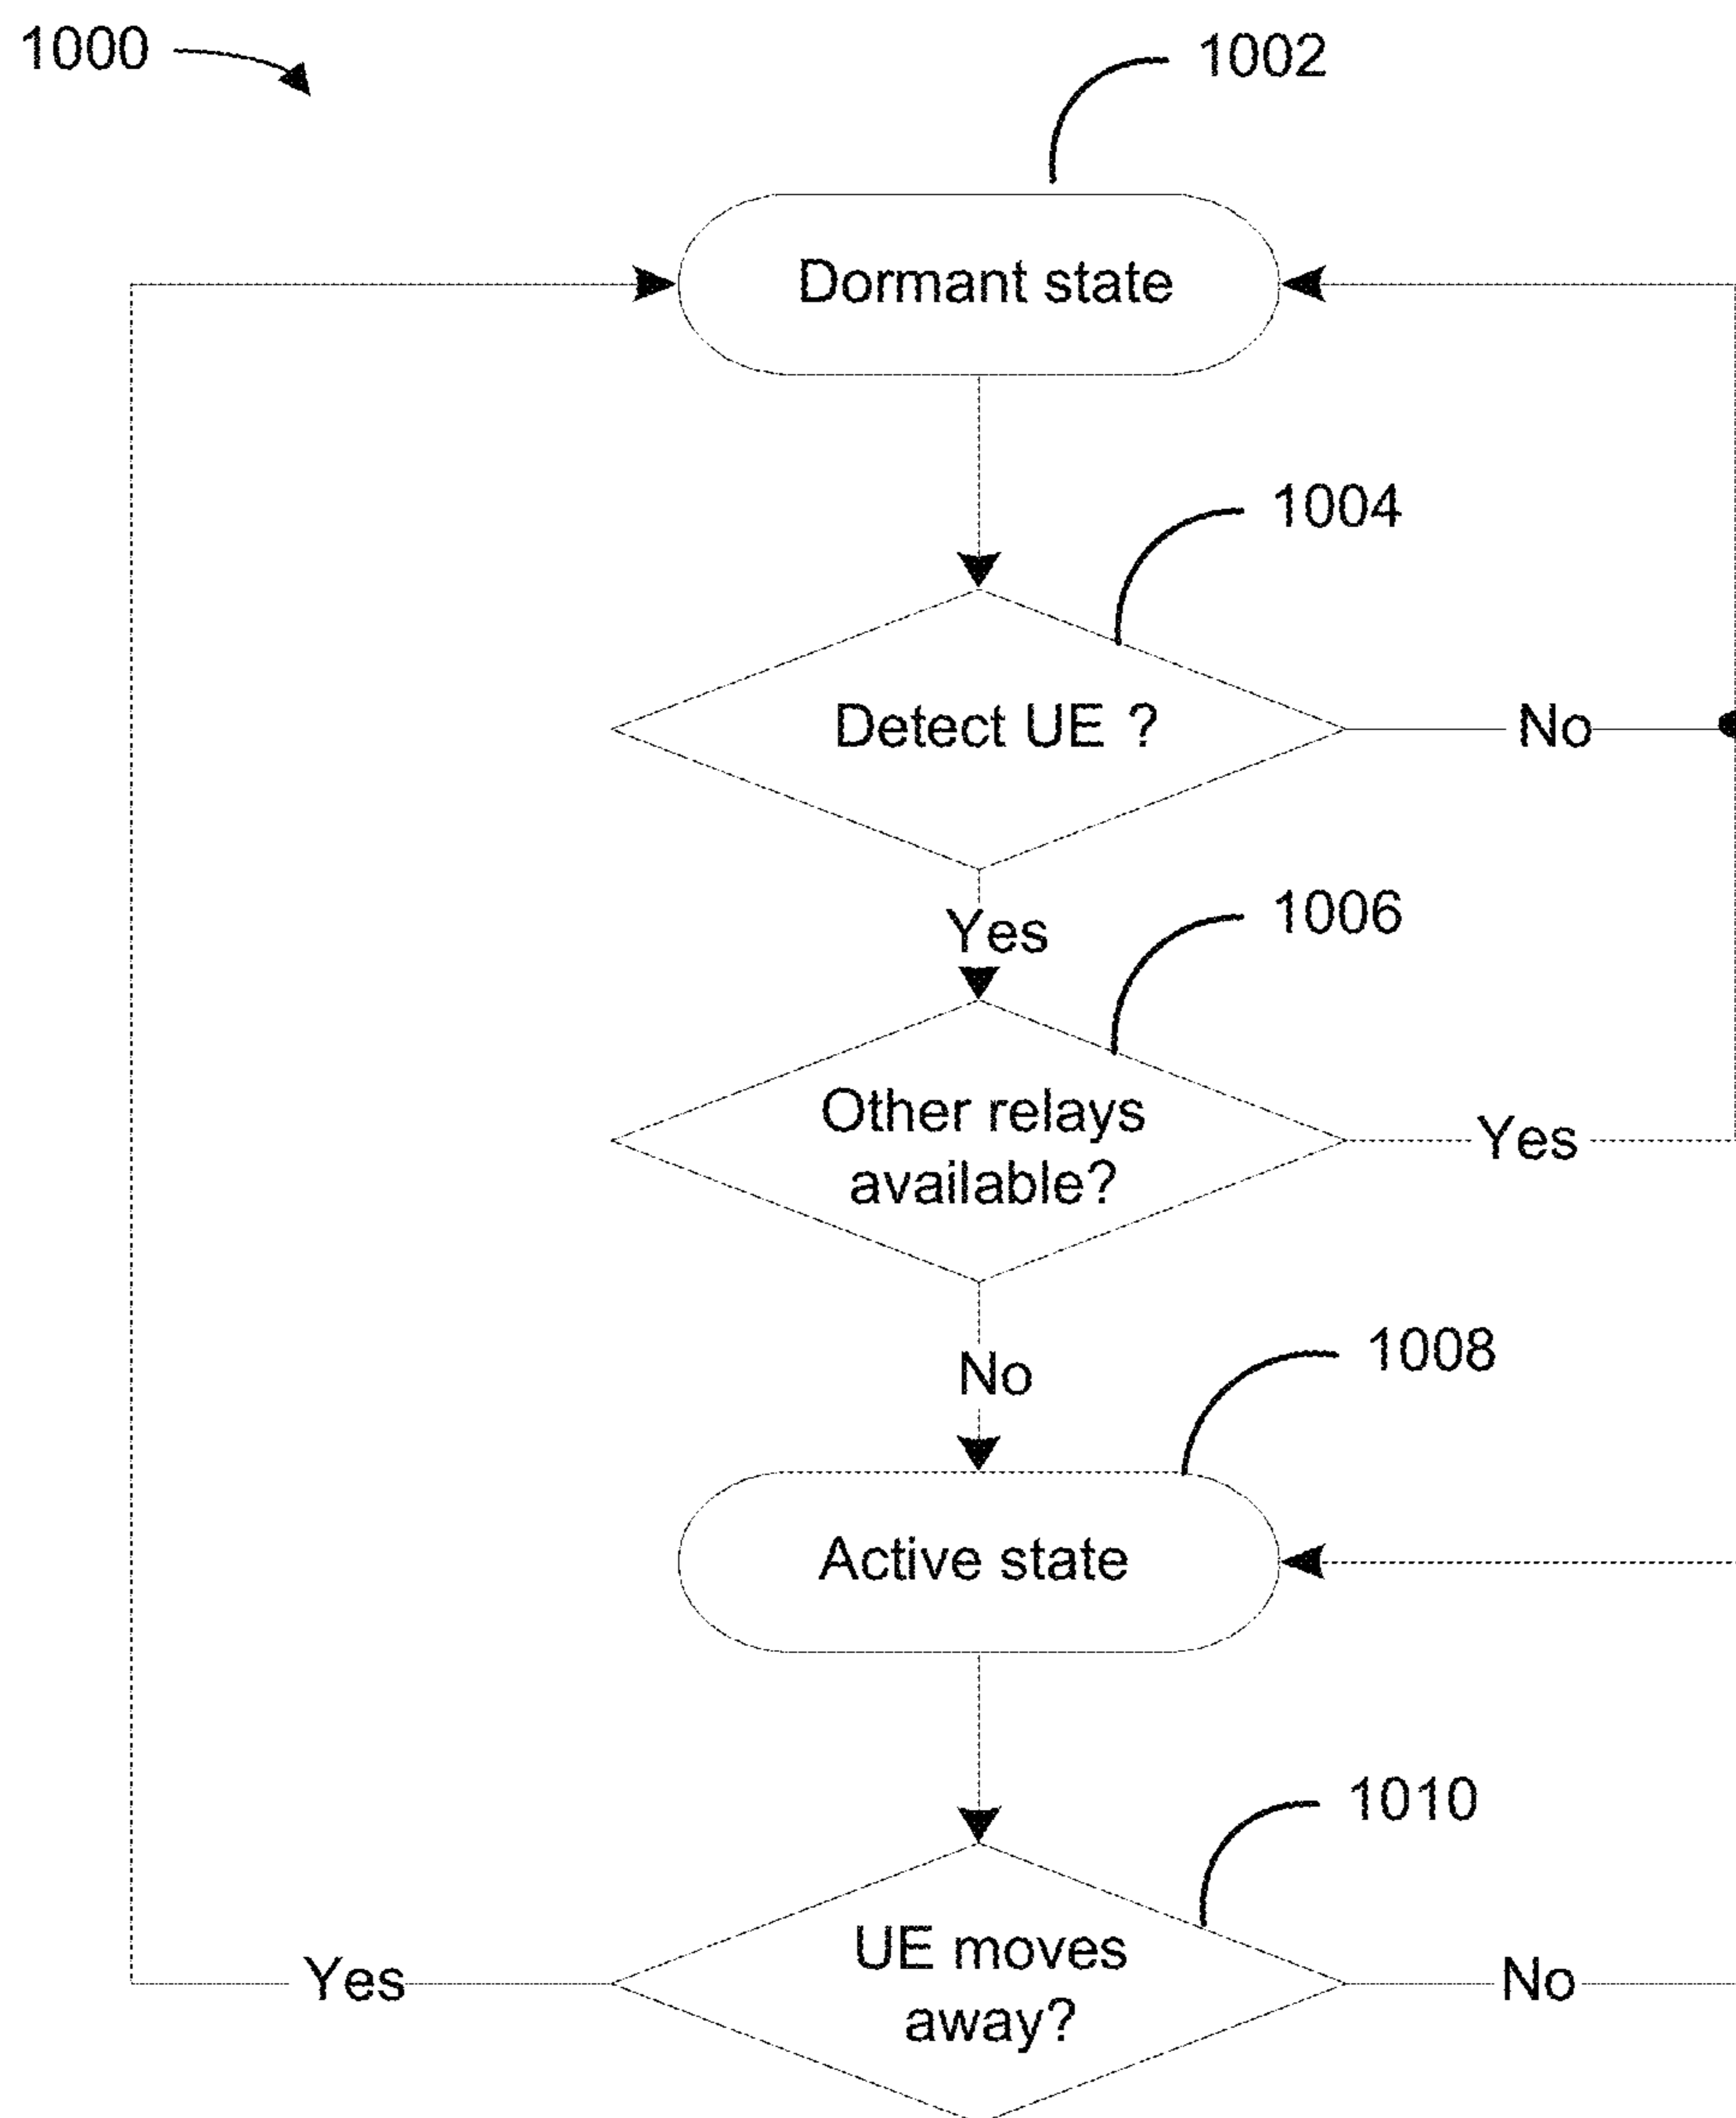 1000
1002
Dormant state
1004
Detect UE ?
No
Yes
1006
Other relays
available?
Yes
No
1008
Active state
1010
UE moves
away?
Yes
No